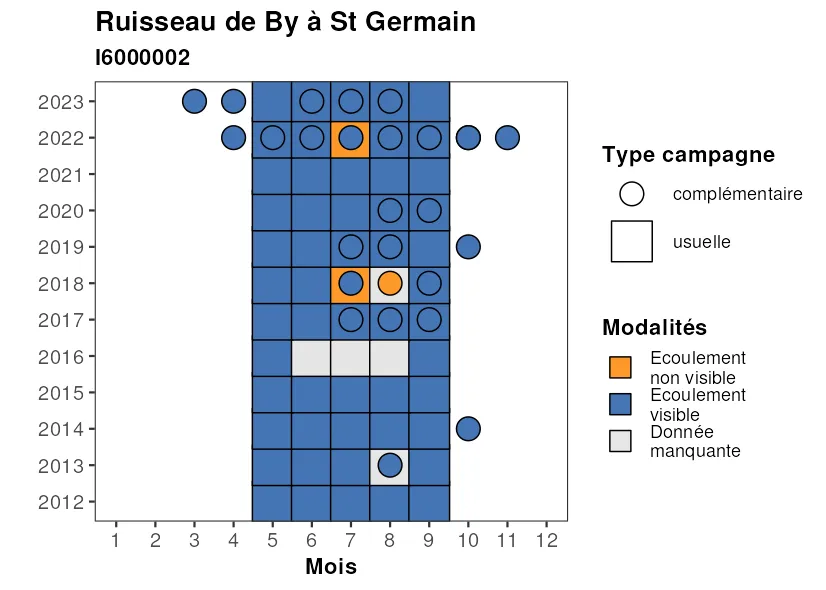 Ruisseau de By à St Germain
I6000002
2023
2022
2021
2020
2019
2018
2017
2016
2015
2014
2013
2012
1 2 3 4 5 6 7 8 9 10 11 12
Mois
Type campagne
complémentaire
usuelle
Modalités
Ecoulement
non visible
Ecoulement
visible
Donnée
manquante